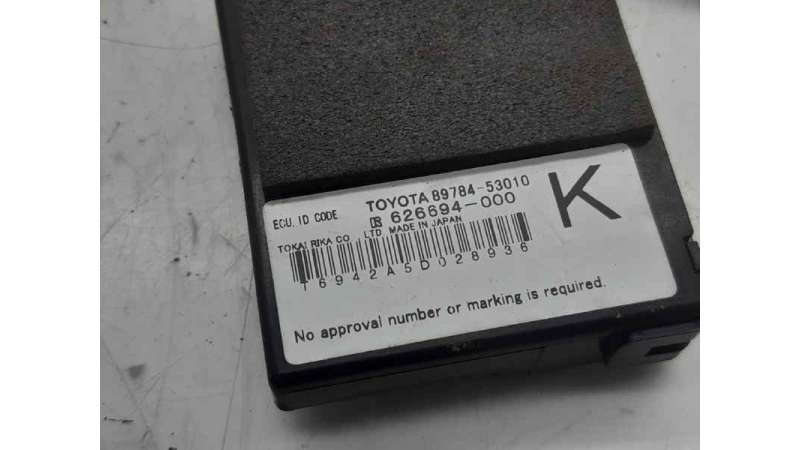 ECU, ID CODE
TOYOTA 89784-53010
626694-000
K
TOKAI RIKA CO., LTD MADE IN JAPAN
T6942A5D028936
No approval number or marking is required.